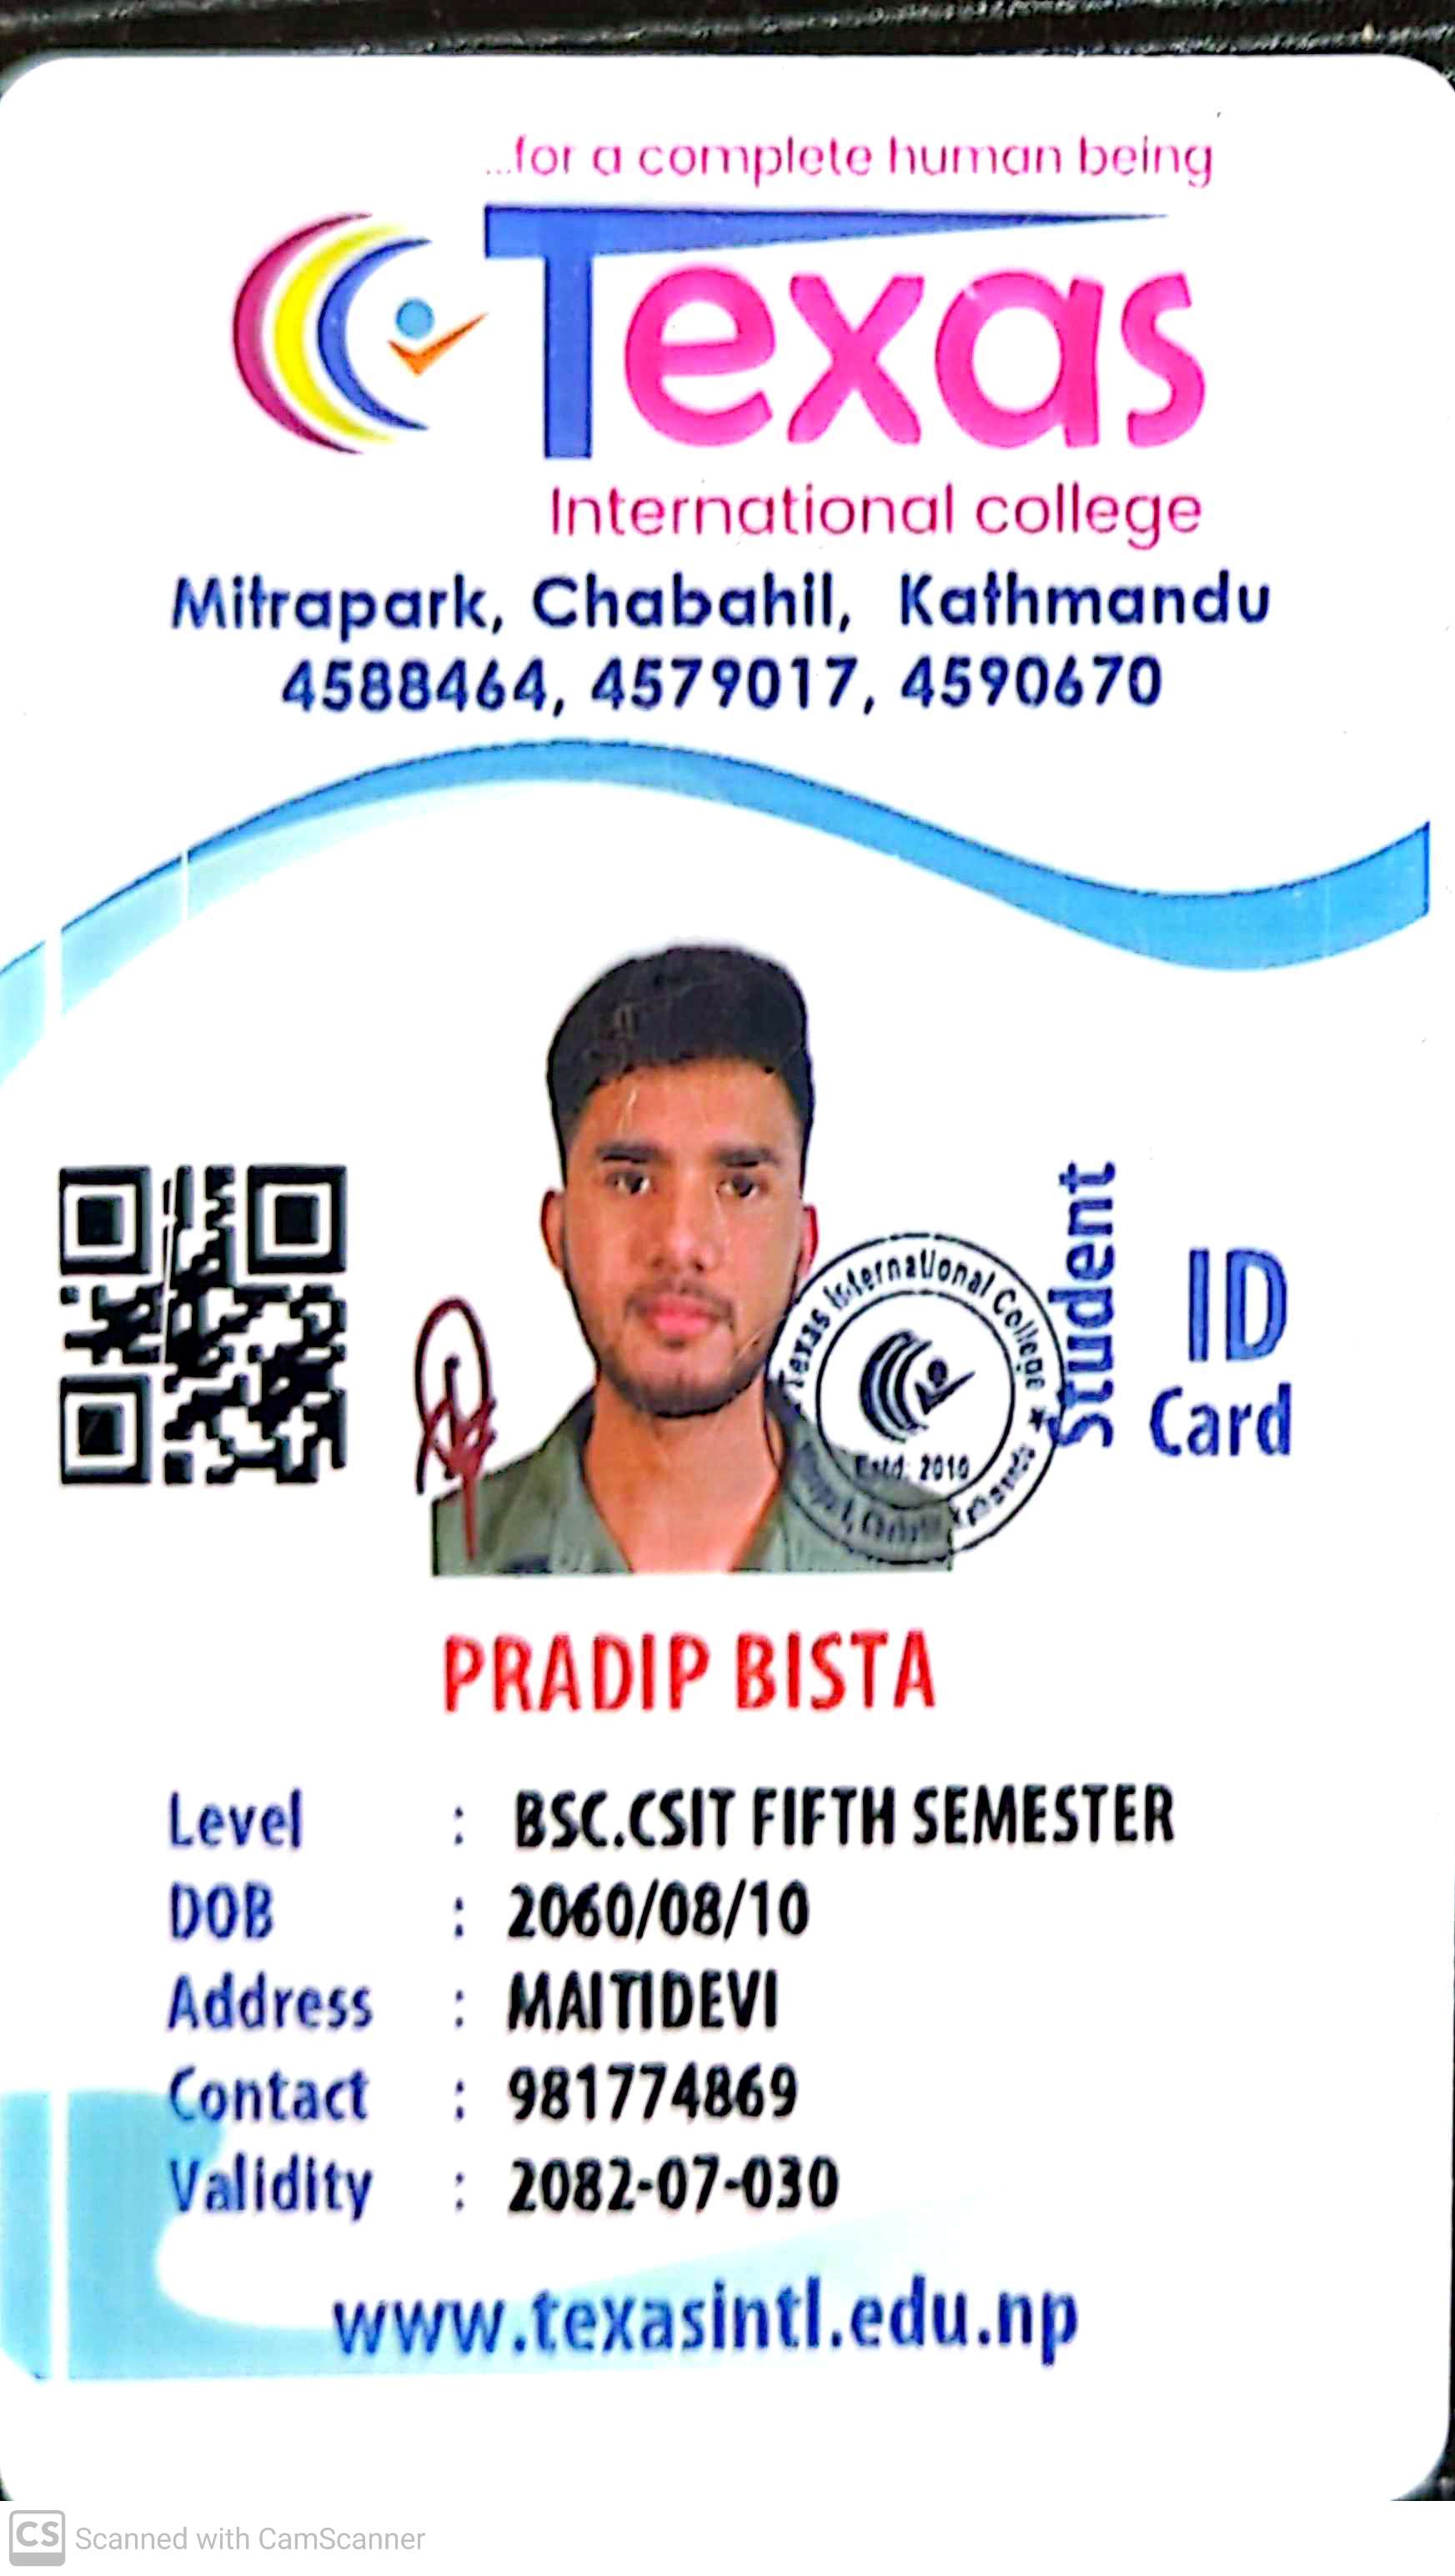 ...for a complete human being
Texas
International college
Mitrapark, Chabahil, Kathmandu
4588464, 4579017, 4590670
Texas International College
Estd. 2010
Kathmandu
Student
ID
Card
PRADIP BISTA
Level : BSC.CSIT FIFTH SEMESTER
DOB : 2060/08/10
Address : MAITIDEVI
Contact : 981774869
Validity : 2082-07-030
www.texasintl.edu.np
CS Scanned with CamScanner